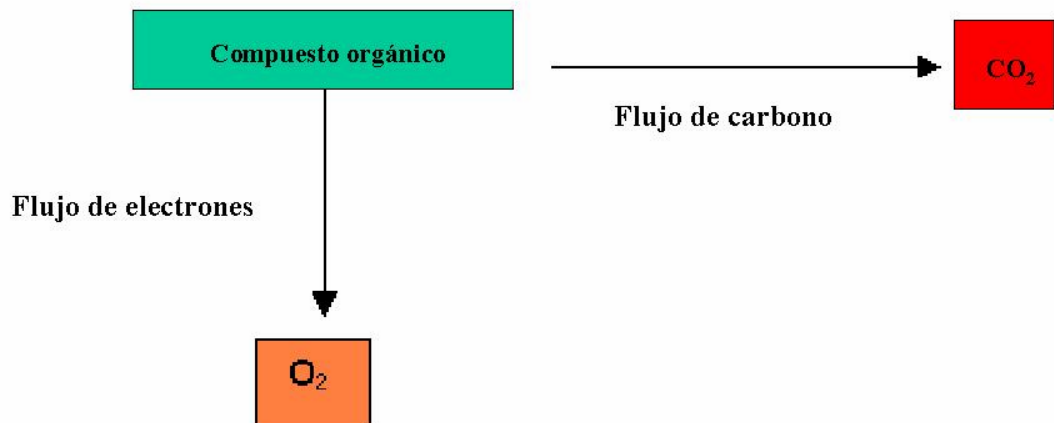 Compuesto orgánico
CO₂
Flujo de carbono
Flujo de electrones
O₂